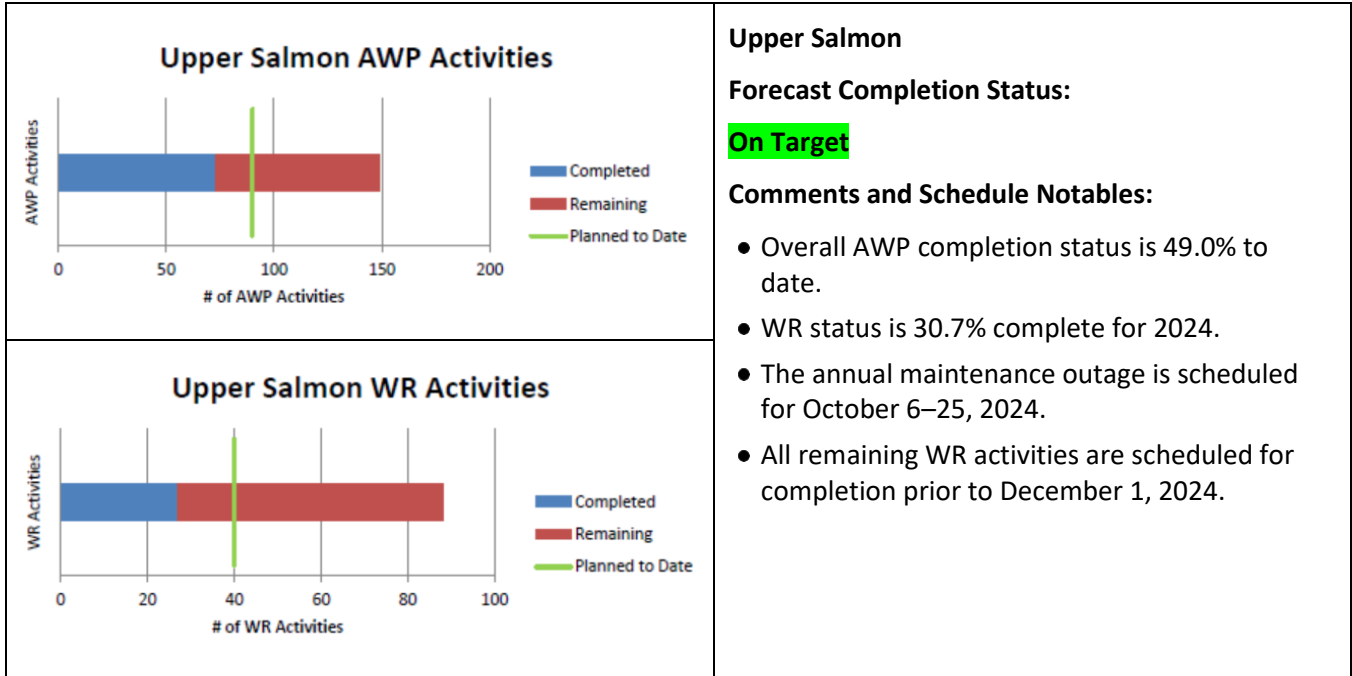 Upper Salmon AWP Activities
AWP Activities
Completed
Remaining
Planned to Date
0 50 100 150 200
# of AWP Activities
Upper Salmon WR Activities
WR Activities
Completed
Remaining
Planned to Date
0 20 40 60 80 100
# of WR Activities
Upper Salmon
Forecast Completion Status:
On Target
Comments and Schedule Notables:
● Overall AWP completion status is 49.0% to
date.
● WR status is 30.7% complete for 2024.
● The annual maintenance outage is scheduled
for October 6–25, 2024.
● All remaining WR activities are scheduled for
completion prior to December 1, 2024.